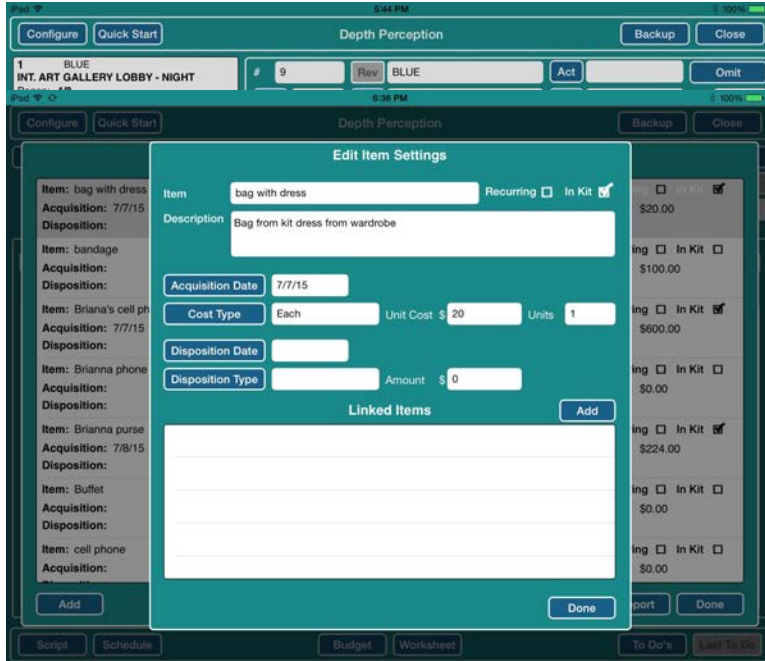 iPad 5:44 PM 100%
Configure Quick Start Depth Perception Backup Close
1 BLUE
INT. ART GALLERY LOBBY - NIGHT
# 9 Rev BLUE Act Omit
iPad 6:36 PM 100%
Configure Quick Start Depth Perception Backup Close
Edit Item Settings
Item bag with dress Recurring In Kit
Description Bag from kit dress from wardrobe
Acquisition Date 7/7/15
Cost Type Each Unit Cost $ 20 Units 1
Disposition Date
Disposition Type Amount $ 0
Linked Items Add
Done
Item: bag with dress In Kit
Acquisition: 7/7/15 $20.00
Disposition:
Item: bandage ing In Kit
Acquisition: $100.00
Disposition:
Item: Briana's cell ph ing In Kit
Acquisition: 7/7/15 $600.00
Disposition:
Item: Brianna phone ing In Kit
Acquisition: $0.00
Disposition:
Item: Brianna purse ing In Kit
Acquisition: 7/8/15 $224.00
Disposition:
Item: Buffet ing In Kit
Acquisition: $0.00
Disposition:
Item: cell phone ing In Kit
Acquisition: $0.00
Add port Done
Script Schedule Budget Worksheet To Do's Last To Do